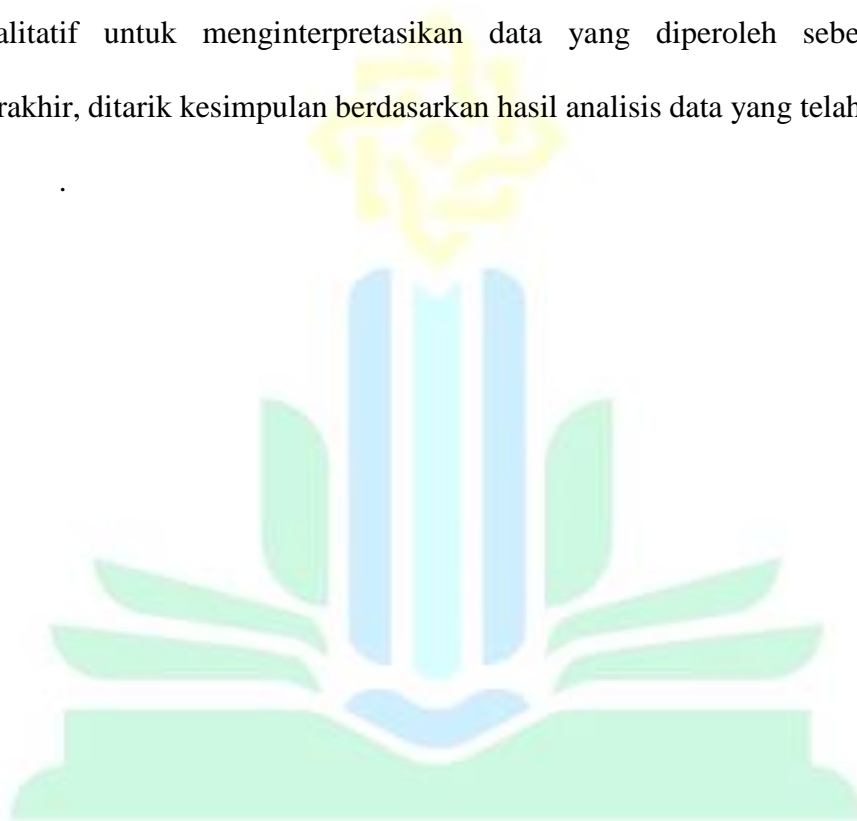 alitatif untuk menginterpretasikan data yang diperoleh sebe
rakhir, ditarik kesimpulan berdasarkan hasil analisis data yang telah
.